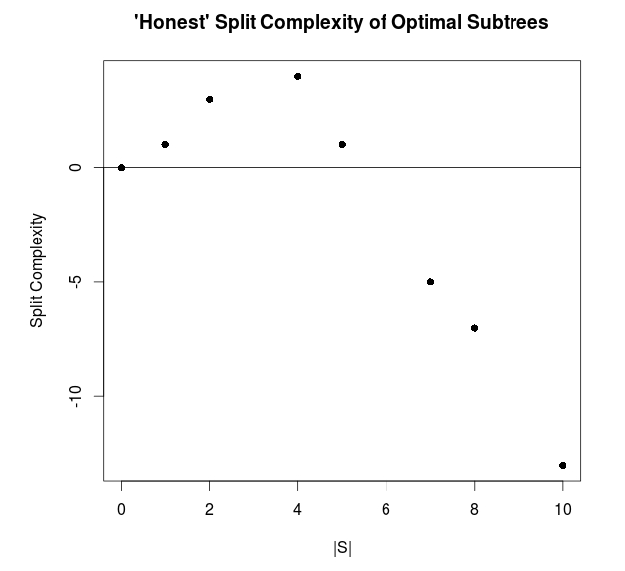 'Honest' Split Complexity of Optimal Subtrees
Split Complexity
0
-5
-10
0 2 4 6 8 10
|S|